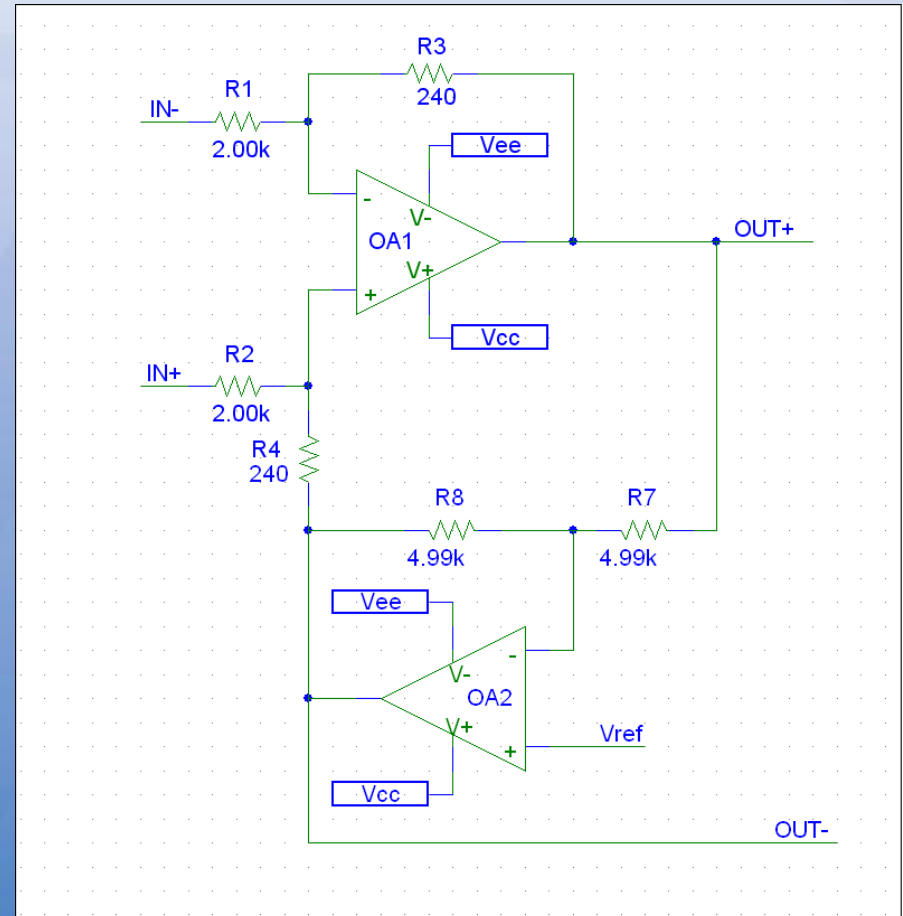 R3
240
R1
IN-
2.00k
Vee
-
V-
OA1
V+
+
OUT+
Vcc
R2
IN+
2.00k
R4
240
R8
4.99k
R7
4.99k
Vee
-
V-
OA2
V+
+
Vref
Vcc
OUT-